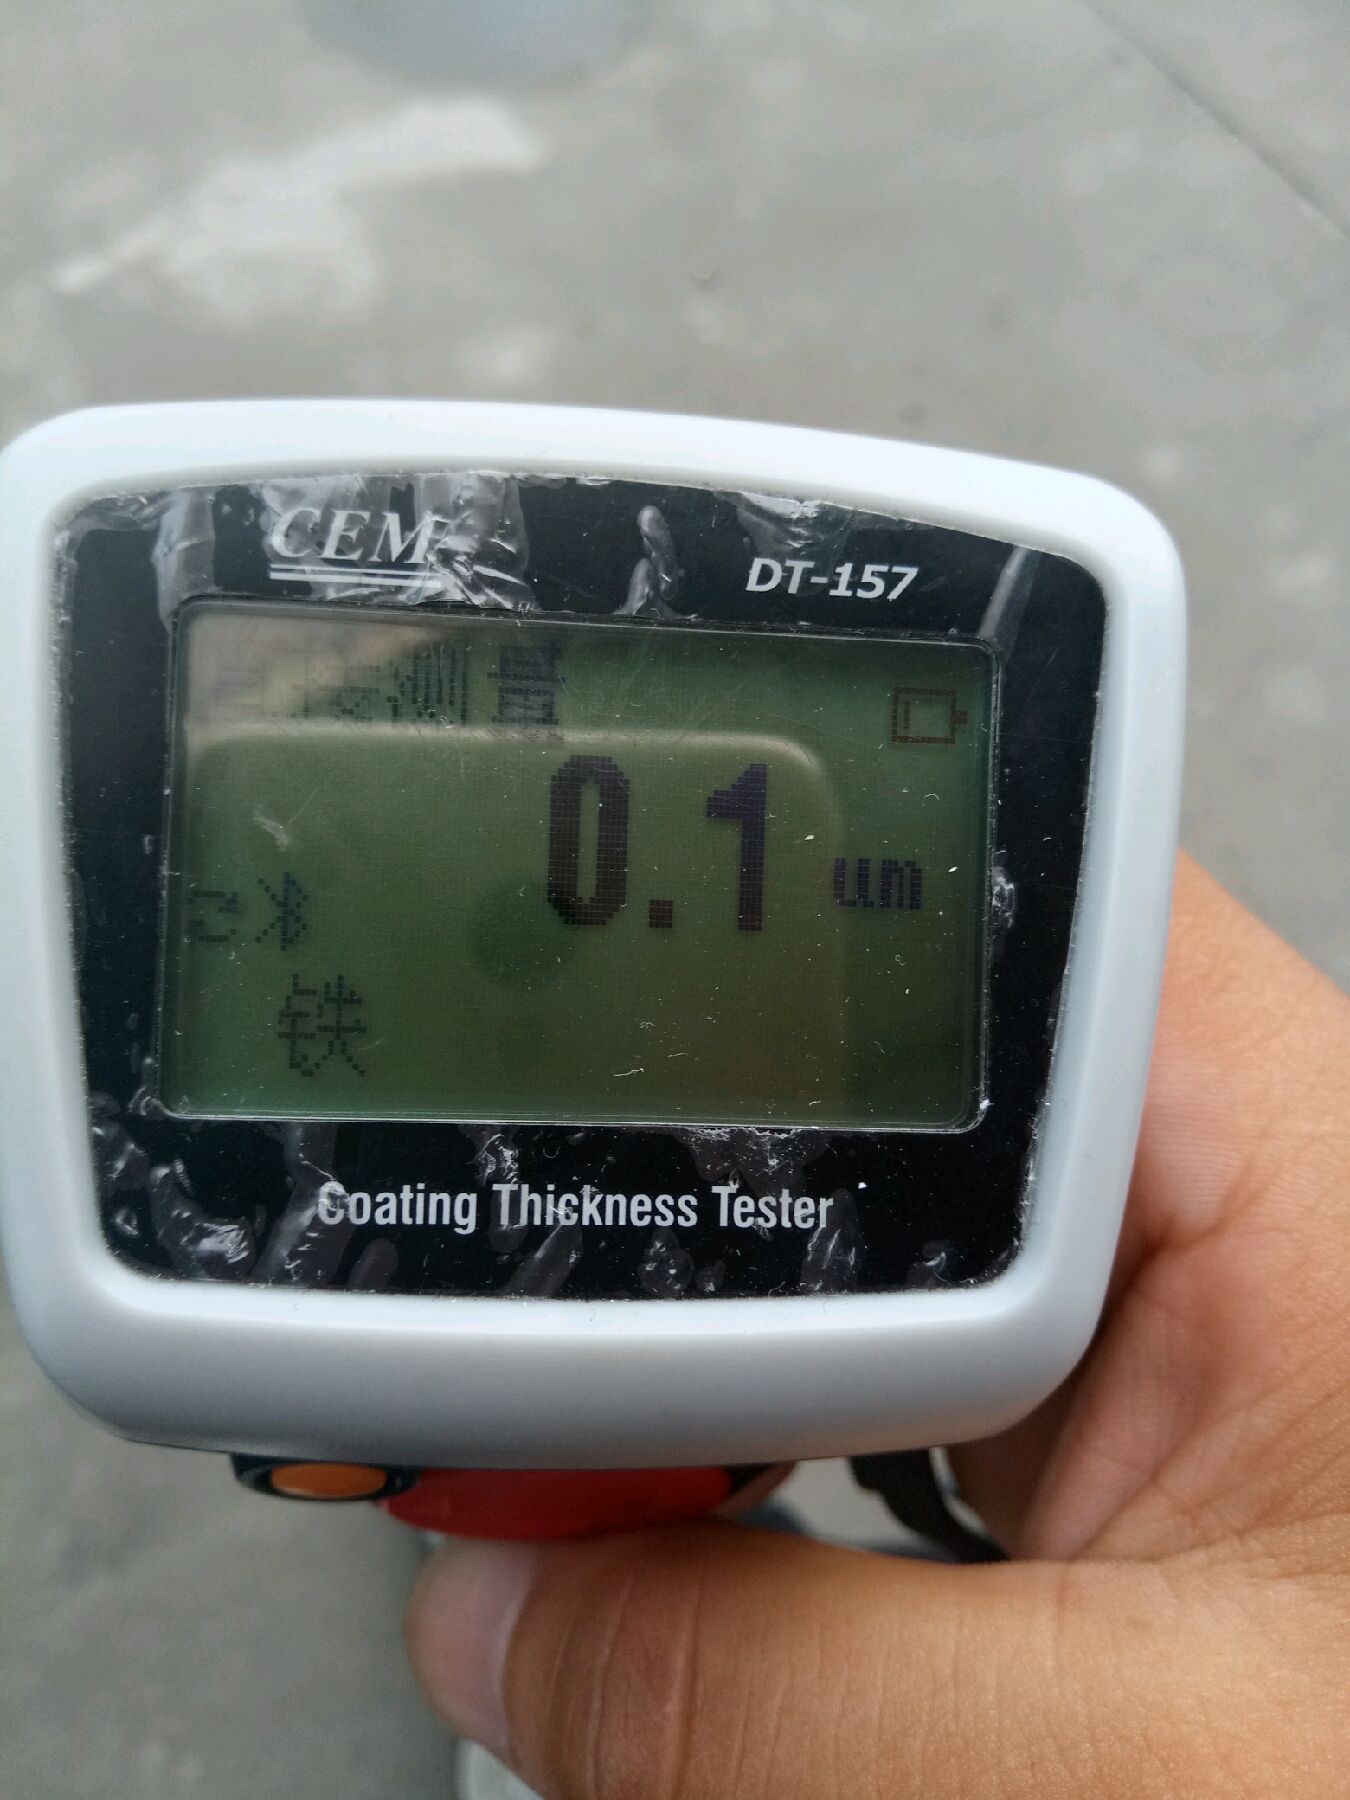 CEM
DT-157
测量
0.1 um
铁
Coating Thickness Tester